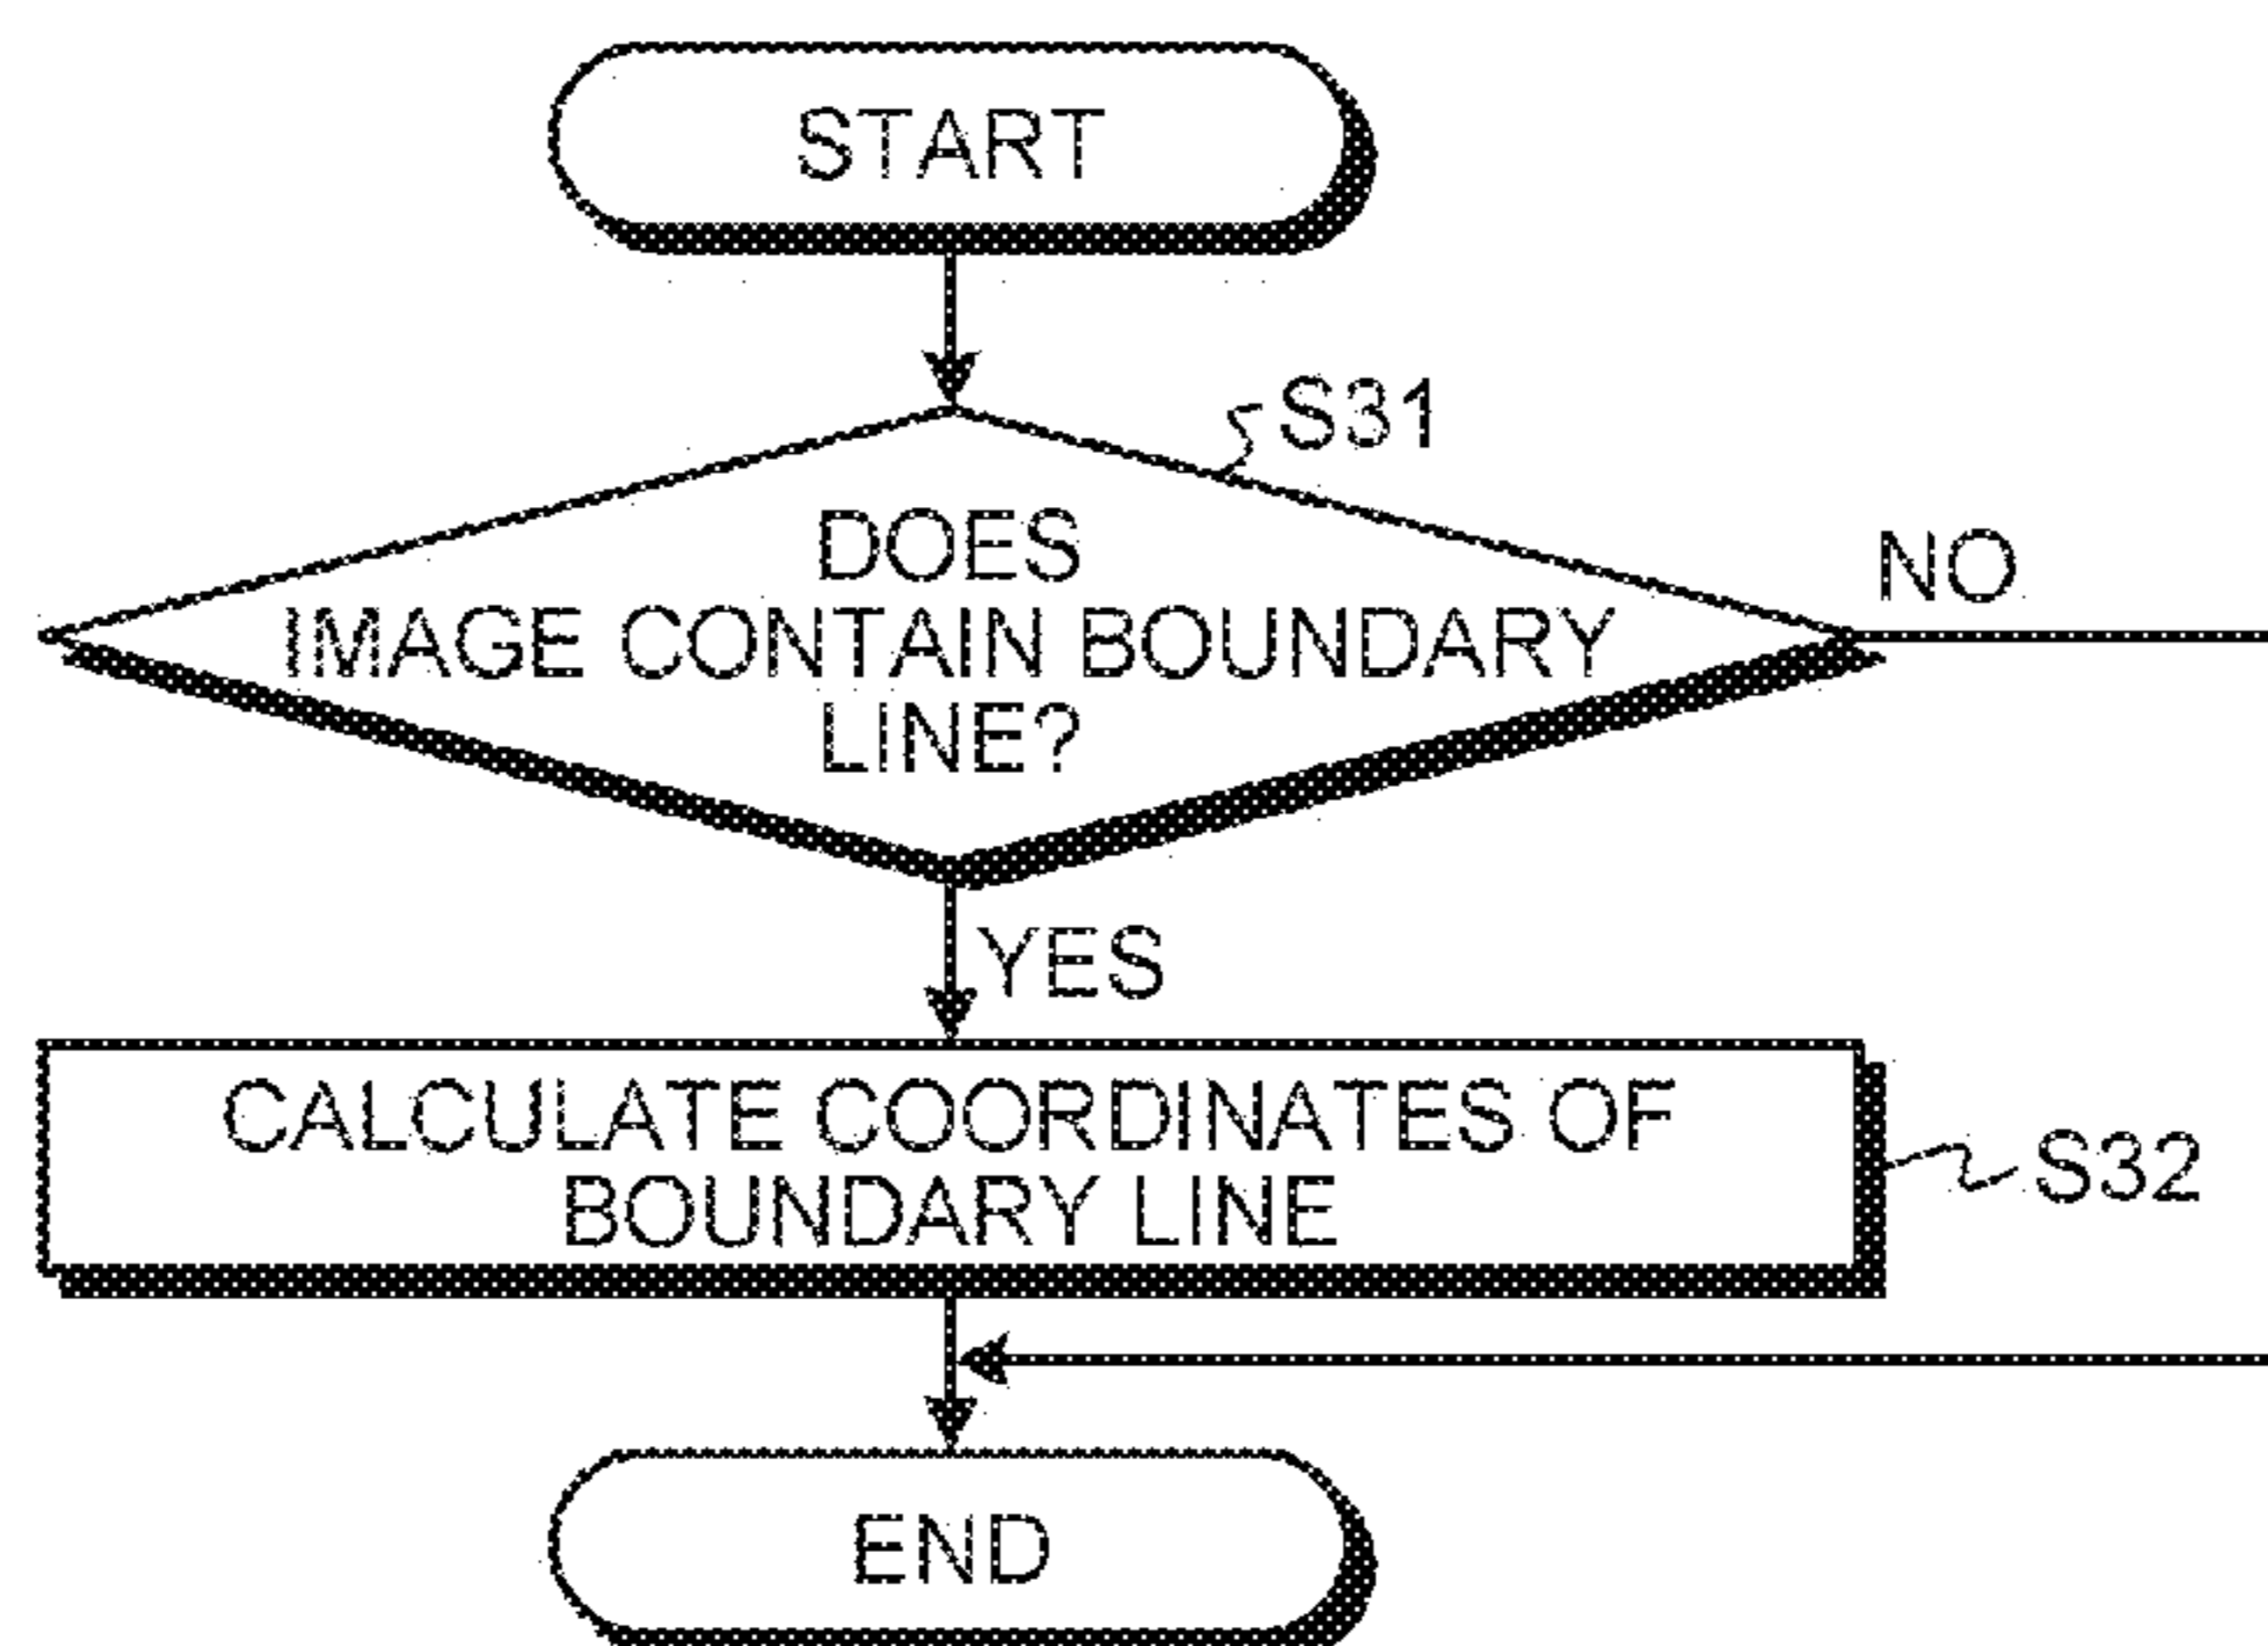 START
S31
DOES
IMAGE CONTAIN BOUNDARY
LINE?
NO
YES
CALCULATE COORDINATES OF
BOUNDARY LINE
S32
END